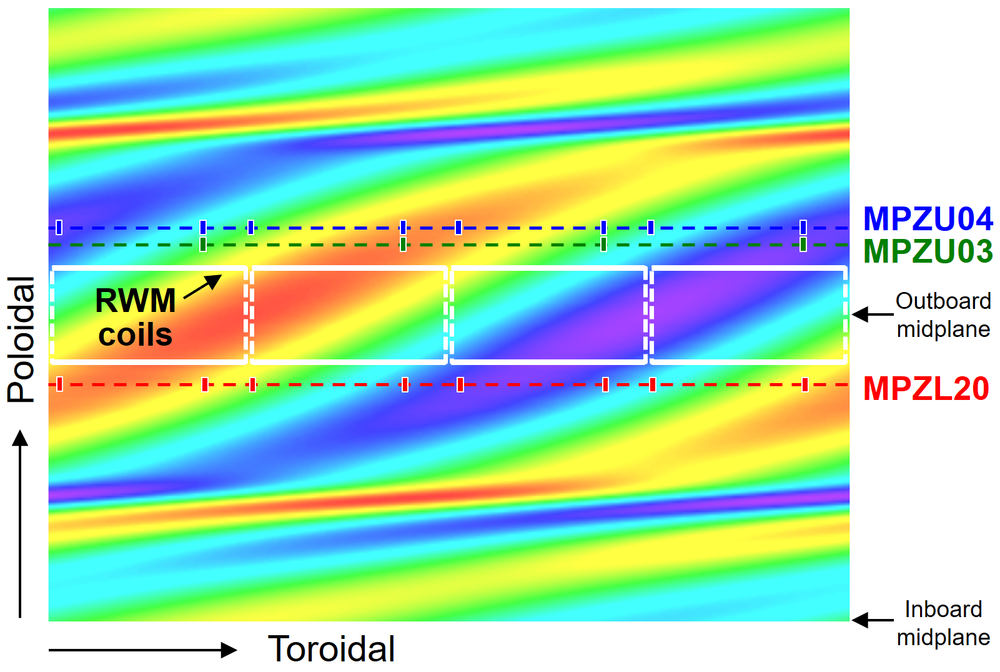 MPZU04
MPZU03
RWM
coils
Outboard
midplane
MPZL20
Poloidal
Inboard
midplane
Toroidal